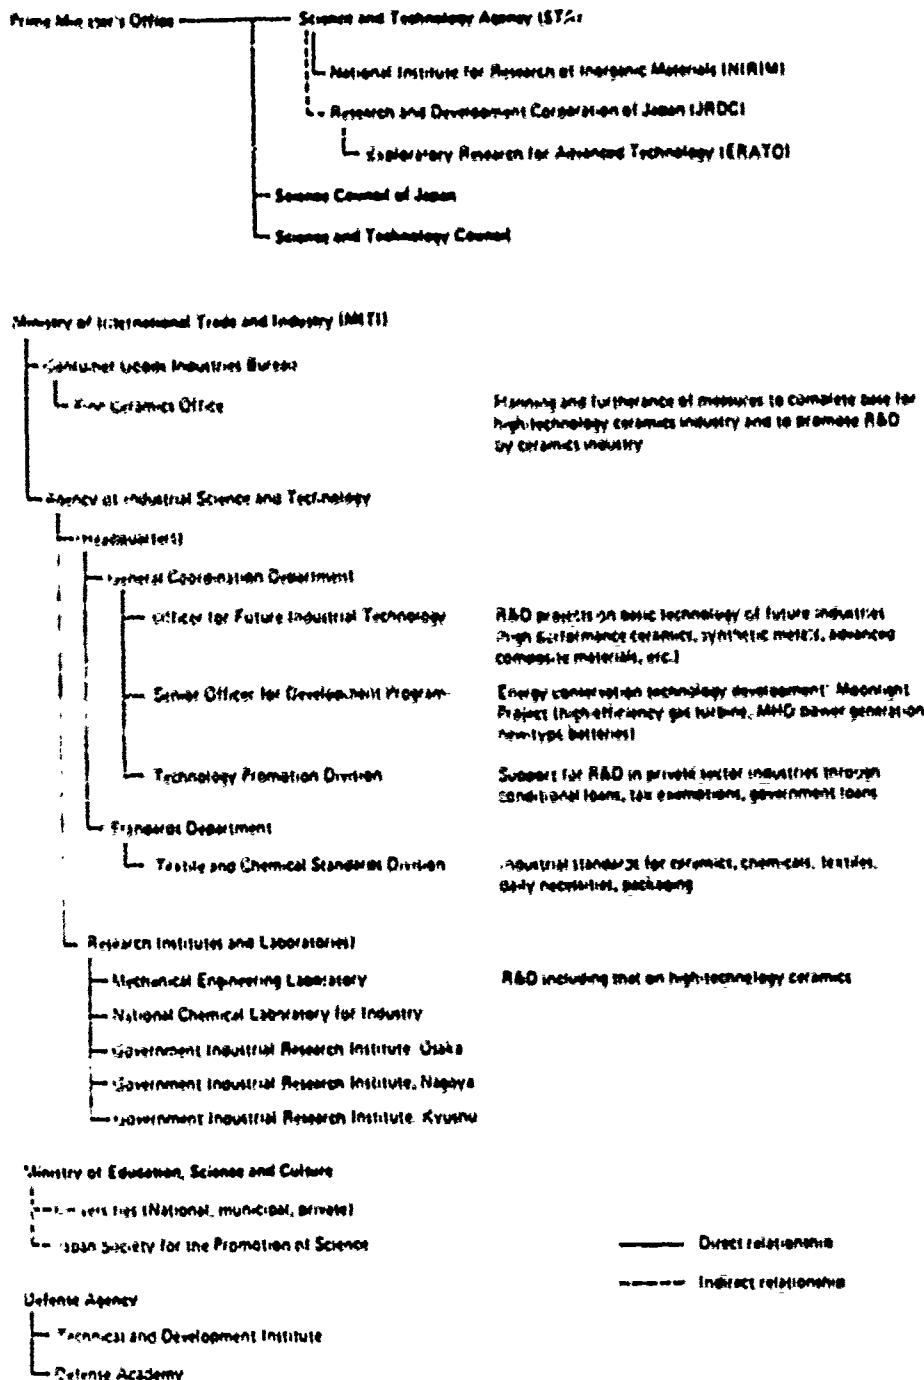 Prime Minister's Office
Science and Technology Agency (STA)
National Institute for Research of Inorganic Materials (NIRIM)
Research and Development Corporation of Japan (JRDC)
Exploratory Research for Advanced Technology (ERATO)
Science Council of Japan
Science and Technology Council
Ministry of International Trade and Industry (MITI)
Consumer Goods Industries Bureau
Fine Ceramics Office
Planning and furtherance of measures to complete base for
high-technology ceramics industry and to promote R&D
by ceramics industry
Agency of Industrial Science and Technology
(Headquarters)
General Coordination Department
Officer for Future Industrial Technology
R&D projects on basic technology of future industries
(high performance ceramics, synthetic metals, advanced
composite materials, etc.)
Senior Officer for Development Program
Energy conservation technology development: Moonlight
Project (high-efficiency gas turbine, MHD power generation
new-type batteries)
Technology Promotion Division
Support for R&D in private sector industries through
conditional loans, tax exemptions, government loans
Standards Department
Textile and Chemical Standards Division
Industrial standards for ceramics, chemicals, textiles,
daily necessities, packaging
(Research Institutes and Laboratories)
Mechanical Engineering Laboratory
R&D including that on high-technology ceramics
National Chemical Laboratory for Industry
Government Industrial Research Institute, Osaka
Government Industrial Research Institute, Nagoya
Government Industrial Research Institute, Kyushu
Ministry of Education, Science and Culture
Universities (National, municipal, private)
Japan Society for the Promotion of Science
Direct relationship
Indirect relationship
Defense Agency
Technical and Development Institute
Defense Academy